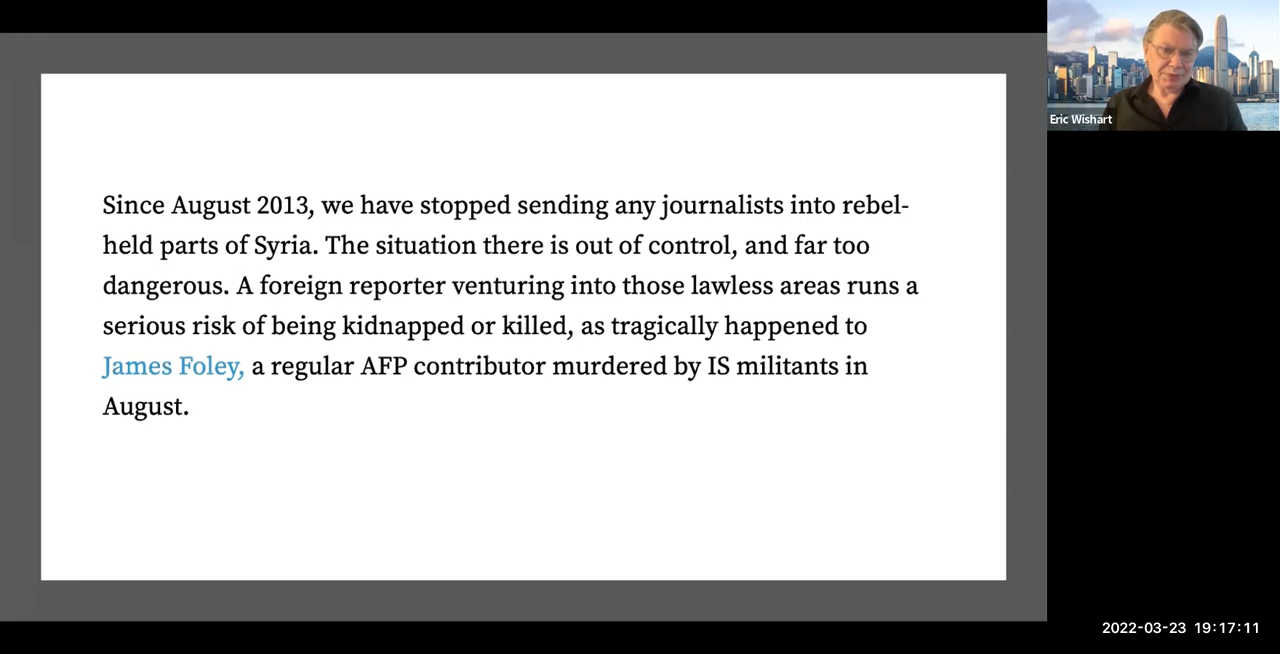 Since August 2013, we have stopped sending any journalists into rebel-
held parts of Syria. The situation there is out of control, and far too
dangerous. A foreign reporter venturing into those lawless areas runs a
serious risk of being kidnapped or killed, as tragically happened to
James Foley, a regular AFP contributor murdered by IS militants in
August.
Eric Wishart
2022-03-23 19:17:11